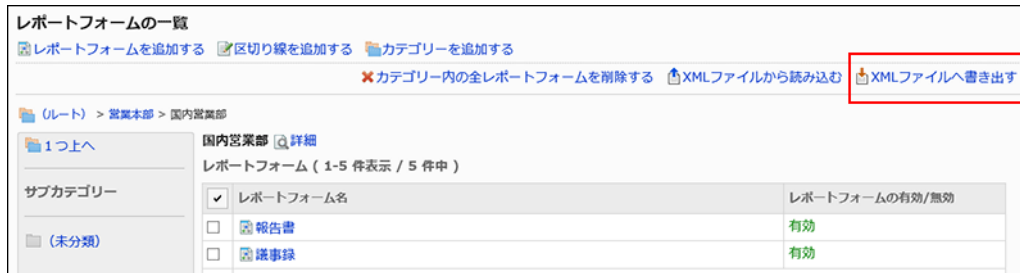 レポートフォームの一覧
レポートフォームを追加する 区切り線を追加する カテゴリーを追加する
カテゴリー内の全レポートフォームを削除する XMLファイルから読み込む XMLファイルへ書き出す
(ルート) > 営業本部 > 国内営業部
1つ上へ
サブカテゴリー
(未分類)
国内営業部 詳細
レポートフォーム ( 1-5 件表示 / 5 件中 )
レポートフォーム名 レポートフォームの有効/無効
報告書 有効
議事録 有効